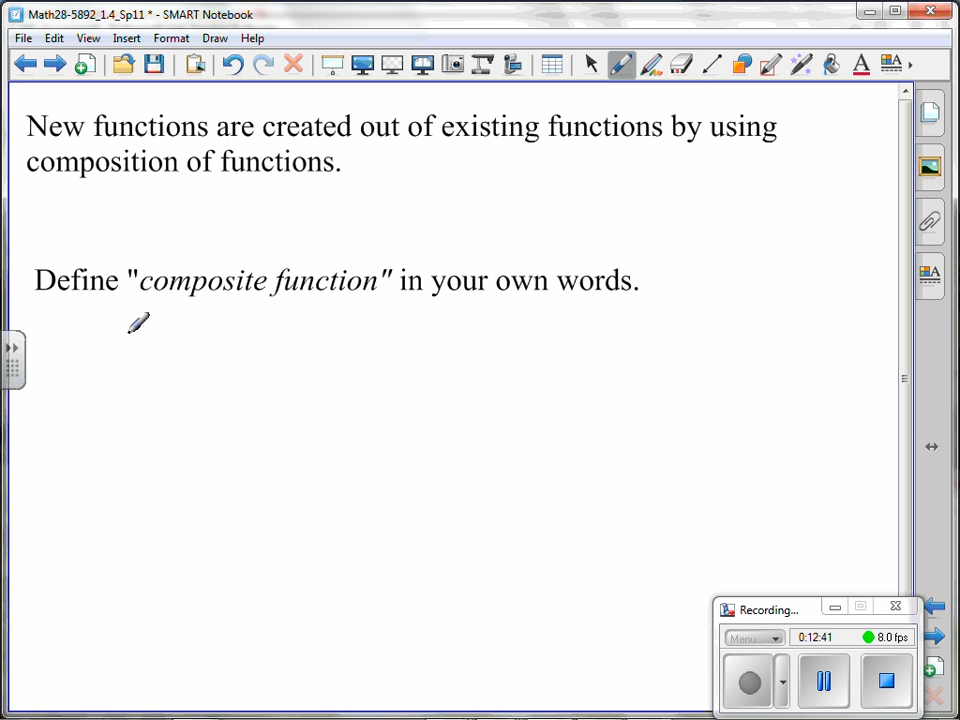 Math28-5892_1.4_Sp11 * - SMART Notebook
File Edit View Insert Format Draw Help
New functions are created out of existing functions by using
composition of functions.
Define "composite function" in your own words.
Recording...
Menu 0:12:41 8.0 fps